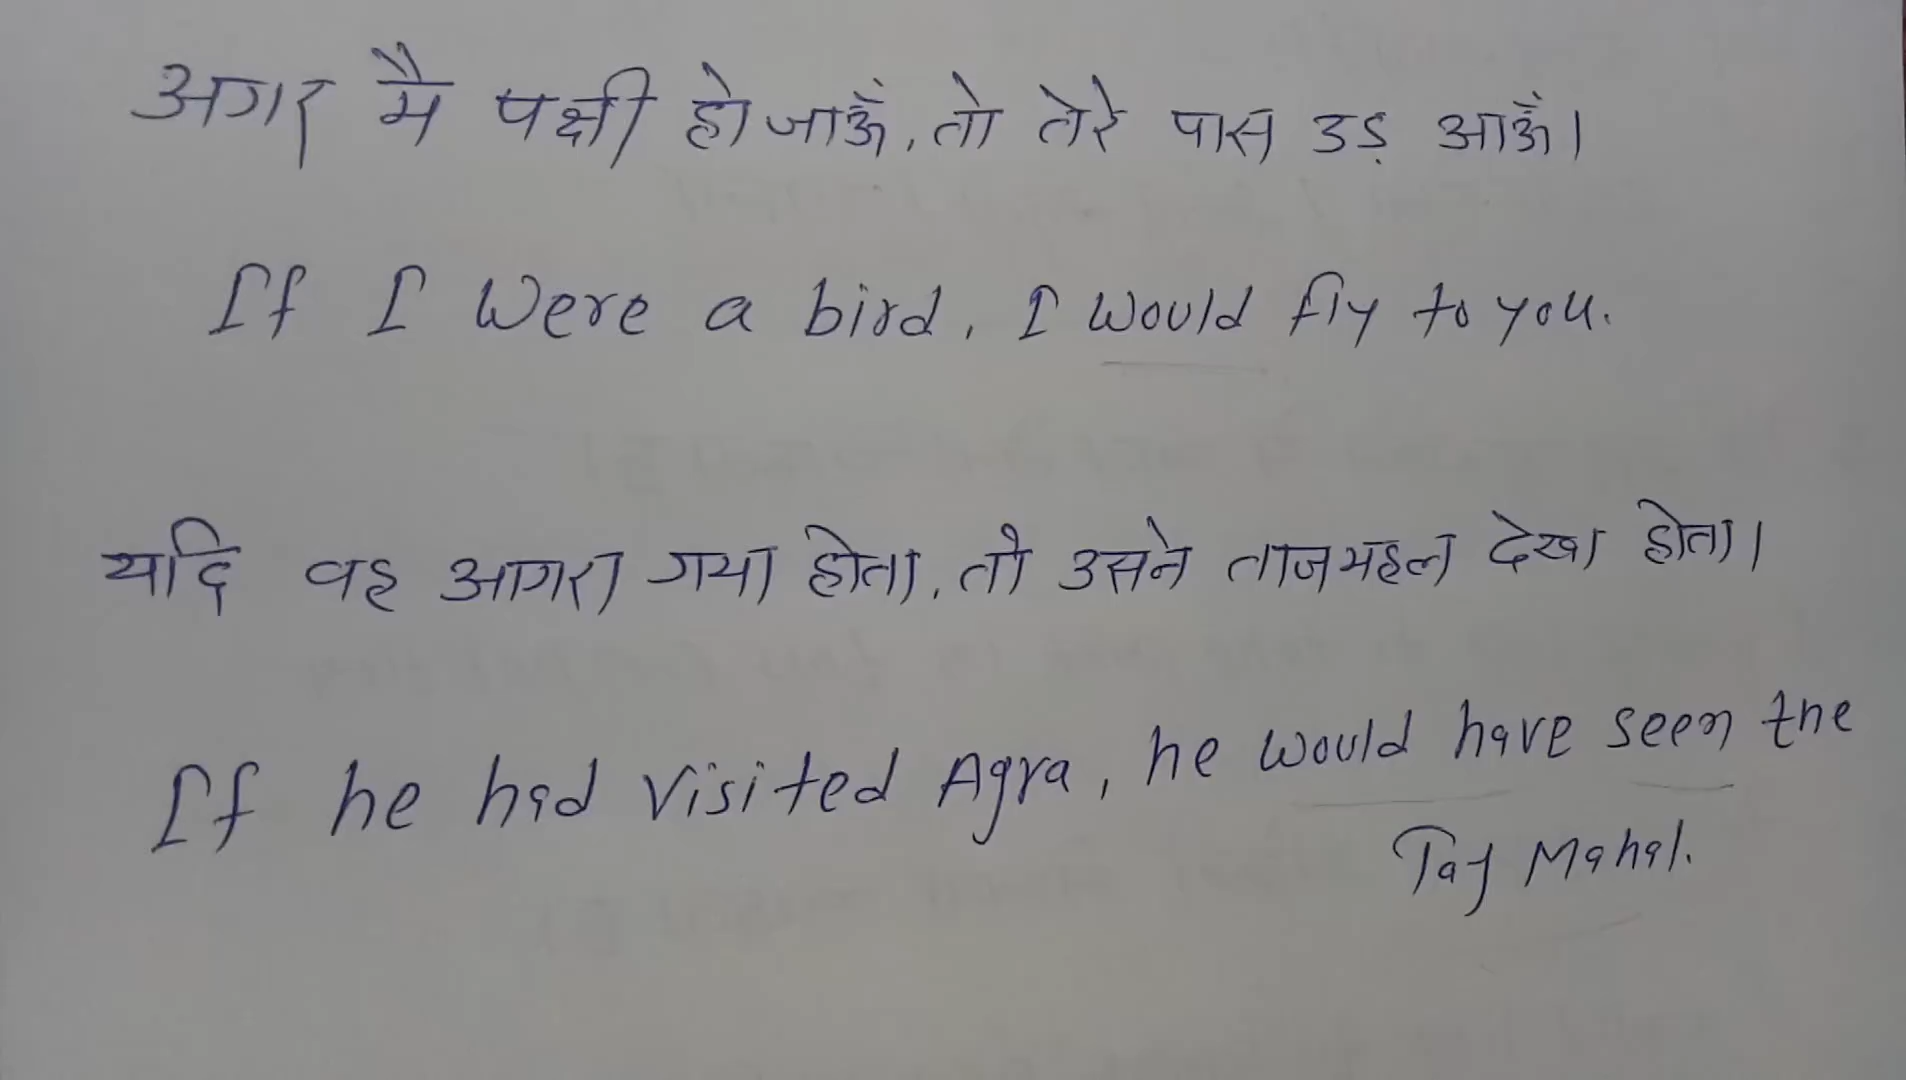 अगर मै पक्षी हो जाऊँ, तो तेरे पास उड़ आऊँ।
If I were a bird, I would fly to you.
यदि वह आगरा गया होता, तो उसने ताजमहल देखा होता।
If he had visited Agra, he would have seen the
Taj Mahal.